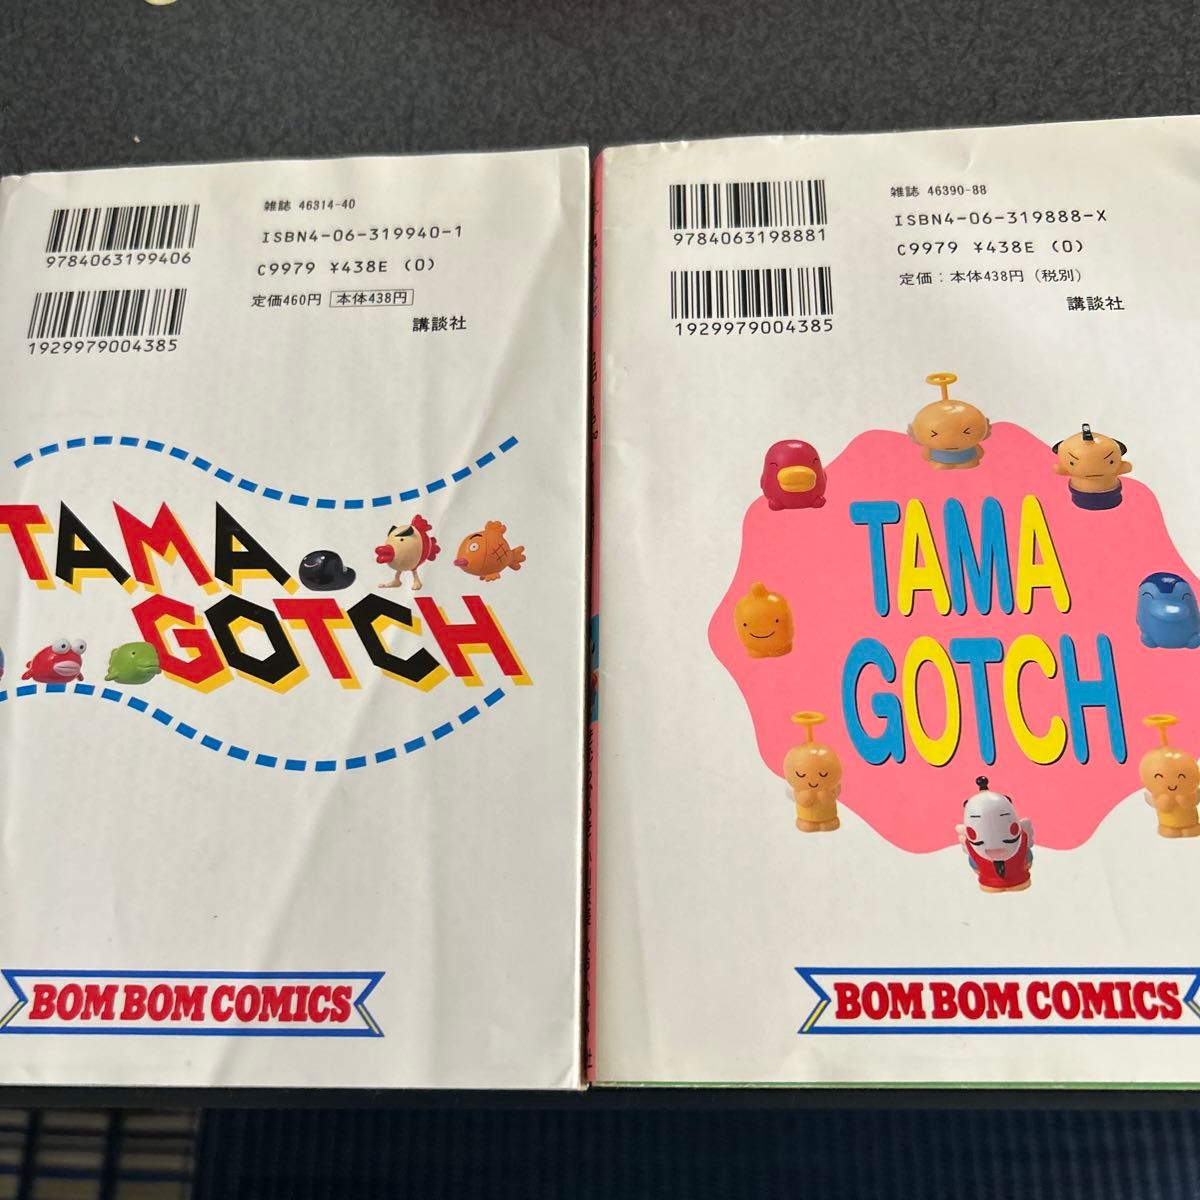 9784063199406
雑誌 46314-40
ISBN4-06-319940-1
C9979 ¥438E (0)
1929979004385
定価460円 本体438円
講談社
TAMA
GOTCH
BOM BOM COMICS
9784063198881
雑誌 46390-88
ISBN4-06-319888-X
C9979 ¥438E (0)
1929979004385
定価：本体438円（税別）
講談社
TAMA
GOTCH
BOM BOM COMICS